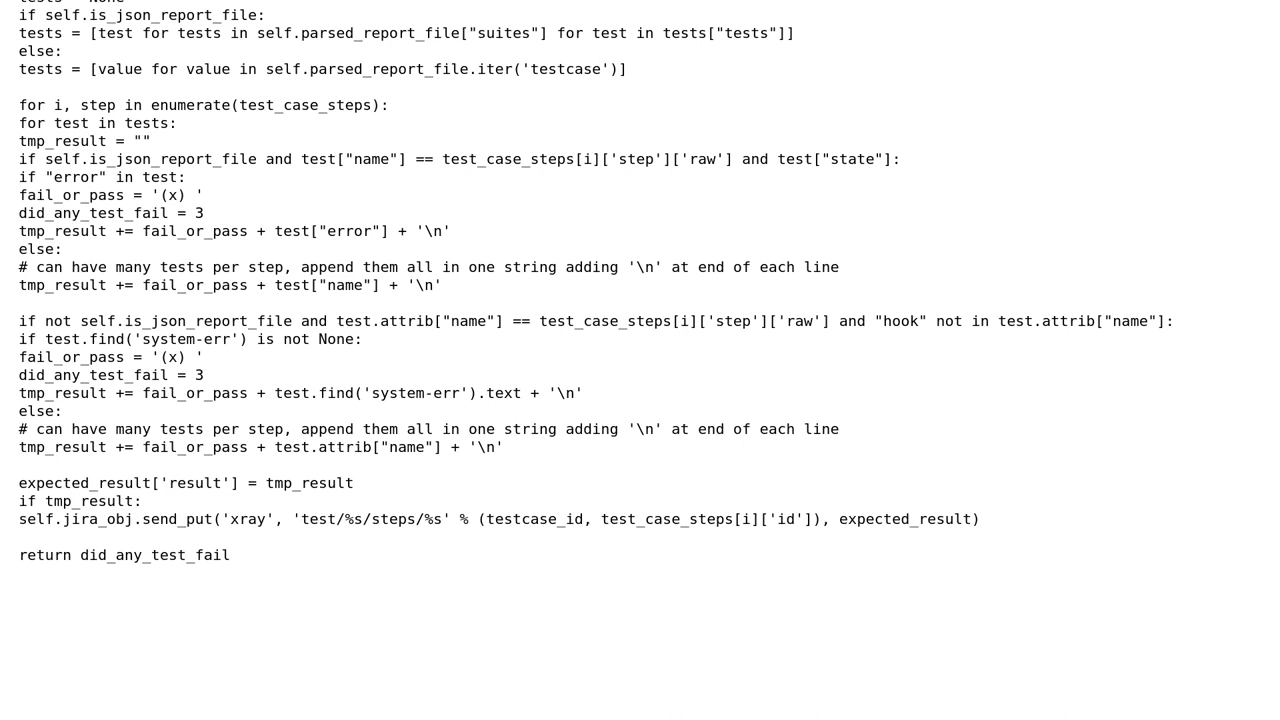 tests = None
if self.is_json_report_file:
tests = [test for tests in self.parsed_report_file["suites"] for test in tests["tests"]]
else:
tests = [value for value in self.parsed_report_file.iter('testcase')]

for i, step in enumerate(test_case_steps):
for test in tests:
tmp_result = ""
if self.is_json_report_file and test["name"] == test_case_steps[i]['step']['raw'] and test["state"]:
if "error" in test:
fail_or_pass = '(x) '
did_any_test_fail = 3
tmp_result += fail_or_pass + test["error"] + '\n'
else:
# can have many tests per step, append them all in one string adding '\n' at end of each line
tmp_result += fail_or_pass + test["name"] + '\n'

if not self.is_json_report_file and test.attrib["name"] == test_case_steps[i]['step']['raw'] and "hook" not in test.attrib["name"]:
if test.find('system-err') is not None:
fail_or_pass = '(x) '
did_any_test_fail = 3
tmp_result += fail_or_pass + test.find('system-err').text + '\n'
else:
# can have many tests per step, append them all in one string adding '\n' at end of each line
tmp_result += fail_or_pass + test.attrib["name"] + '\n'

expected_result['result'] = tmp_result
if tmp_result:
self.jira_obj.send_put('xray', 'test/%s/steps/%s' % (testcase_id, test_case_steps[i]['id']), expected_result)

return did_any_test_fail